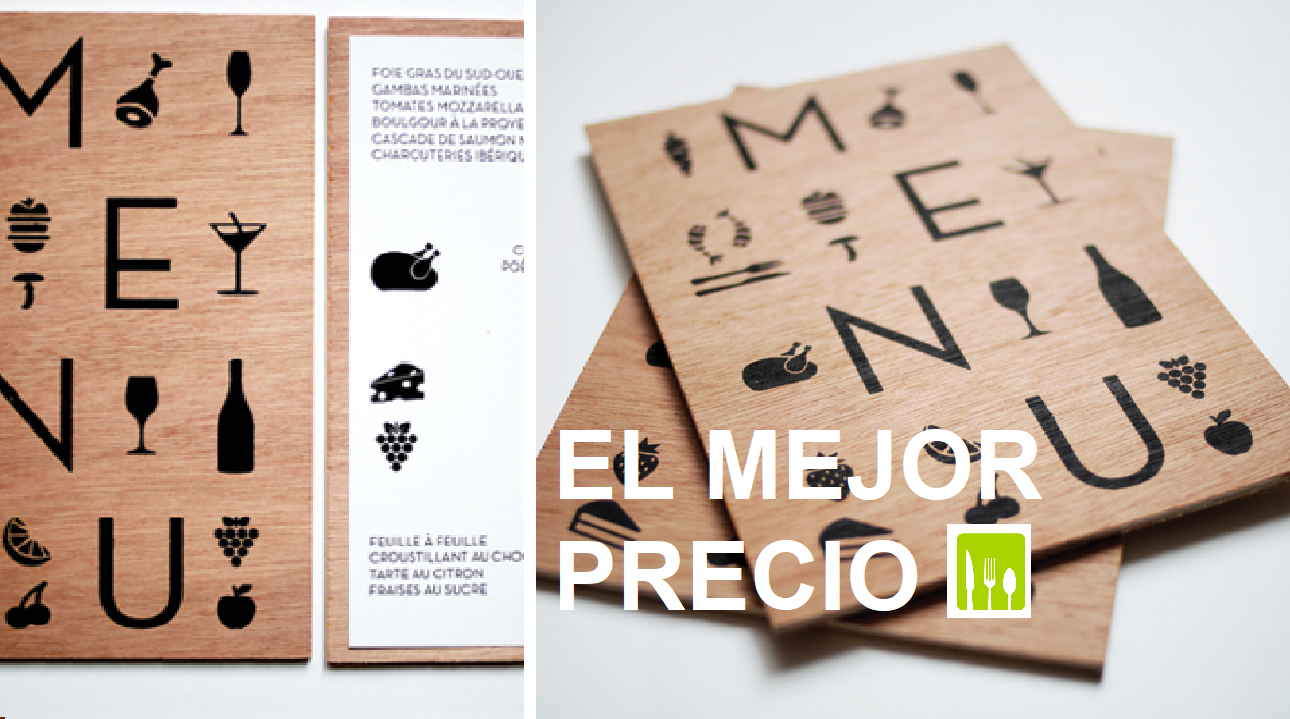 M
E
N
U
FOIE GRAS DU SUD-OUE
GAMBAS MARINÉES
TOMATES MOZZARELLA
BOULGOUR À LA PROVE
CASCADE DE SAUMON
CHARCUTERIES IBÉRIQU
FEUILLE À FEUILLE
CROUSTILLANT AU CHO
TARTE AU CITRON
FRAISES AU SUCRE
M
E
N
U
EL MEJOR
PRECIO